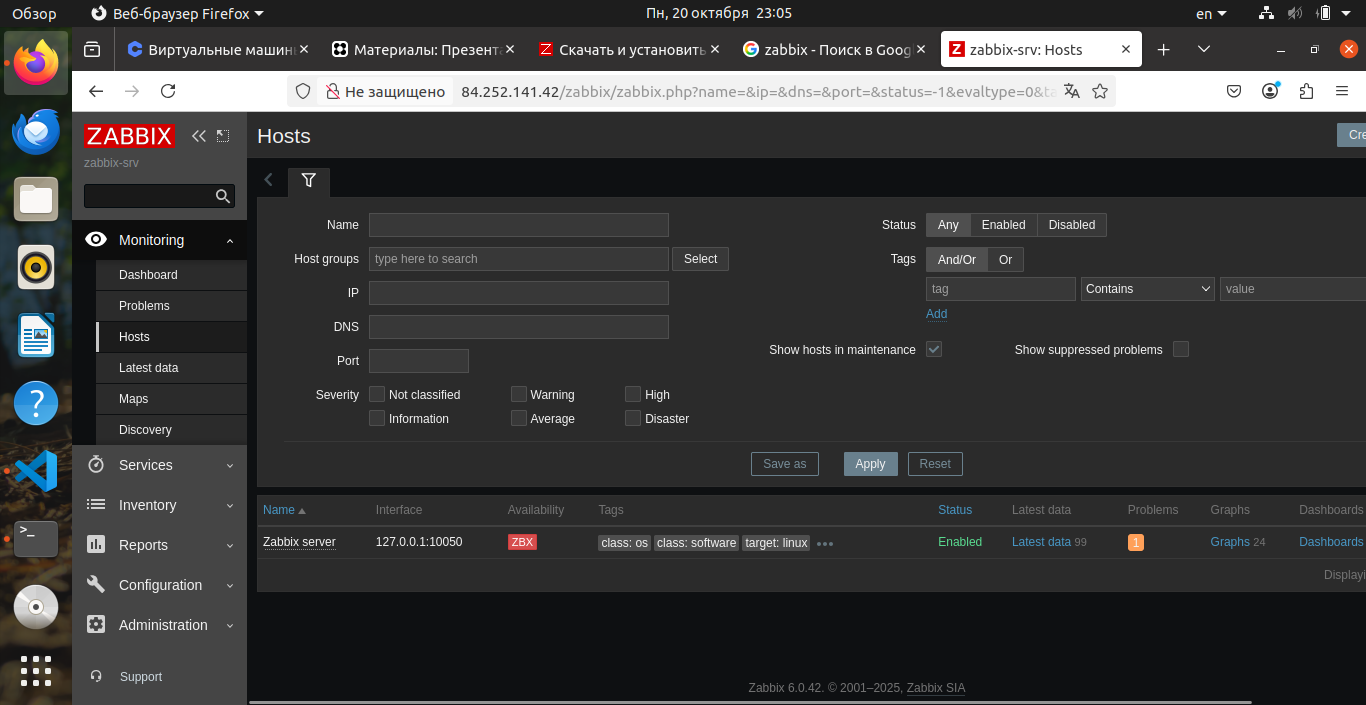 Обзор
Веб-браузер Firefox
Пн, 20 октября 23:05
en
Виртуальные машин
Материалы: Презента
Скачать и установить
zabbix - Поиск в Goog
zabbix-srv: Hosts
Не защищено
84.252.141.42/zabbix/zabbix.php?name=&ip=&dns=&port=&status=-1&evaltype=0&ta
ZABBIX
zabbix-srv
Monitoring
Dashboard
Problems
Hosts
Latest data
Maps
Discovery
Services
Inventory
Reports
Configuration
Administration
Support
Hosts
Cre
Name
Host groups type here to search Select
IP
DNS
Port
Severity Not classified Warning High
Information Average Disaster
Status Any Enabled Disabled
Tags And/Or Or
tag Contains value
Add
Show hosts in maintenance Show suppressed problems
Save as Apply Reset
Name Interface Availability Tags Status Latest data Problems Graphs Dashboards
Zabbix server 127.0.0.1:10050 ZBX class: os class: software target: linux Enabled Latest data 99 1 Graphs 24 Dashboards
Displayi
Zabbix 6.0.42. © 2001–2025, Zabbix SIA